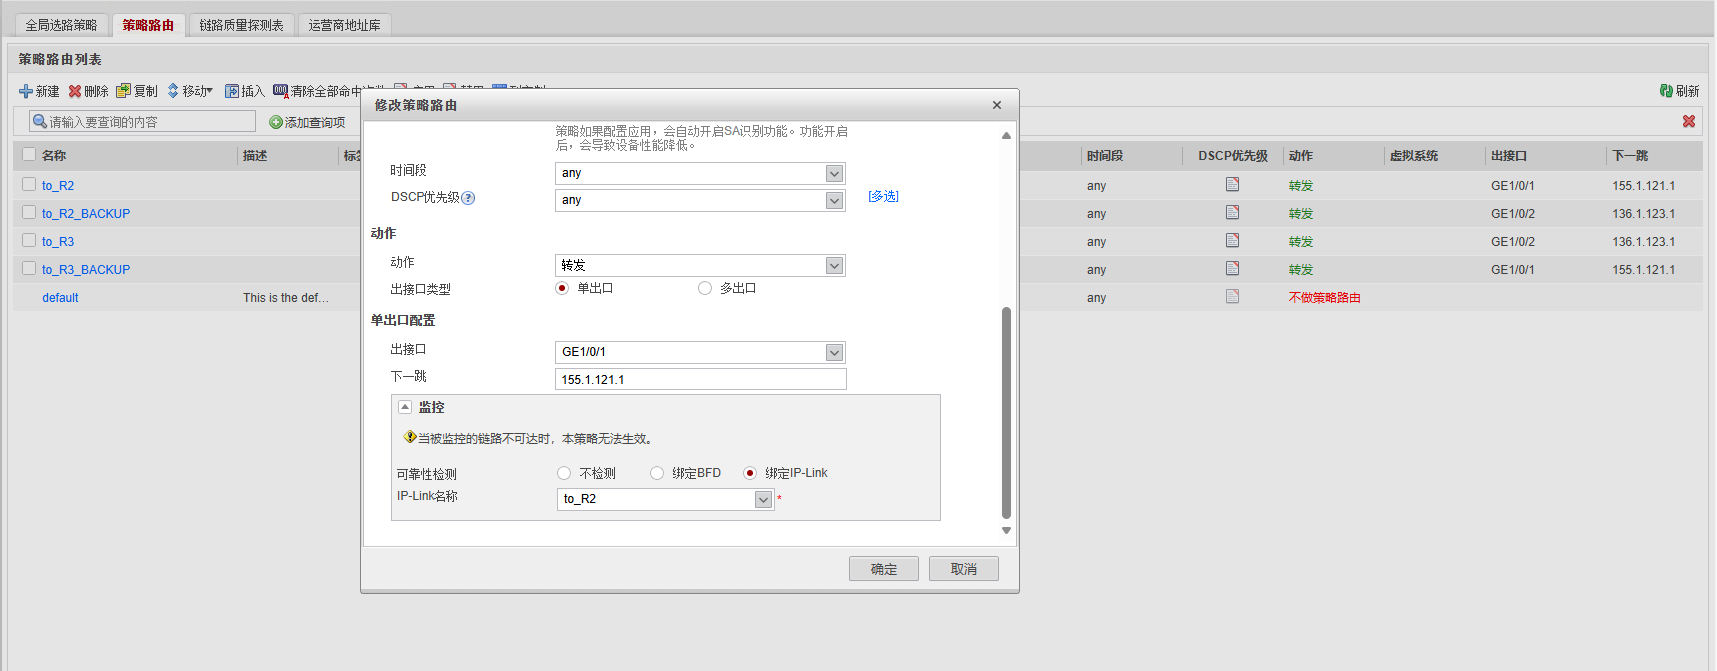 全局选路策略 策略路由 链路质量探测表 运营商地址库
策略路由列表
新建 删除 复制 移动 插入 清除全部命中 刷新
请输入要查询的内容 添加查询项
名称 描述 时间段 DSCP优先级 动作 虚拟系统 出接口 下一跳
to_R2 any 转发 GE1/0/1 155.1.121.1
to_R2_BACKUP any 转发 GE1/0/2 136.1.123.1
to_R3 any 转发 GE1/0/2 136.1.123.1
to_R3_BACKUP any 转发 GE1/0/1 155.1.121.1
default This is the def... any 不做策略路由
修改策略路由
策略如果配置应用，会自动开启SA识别功能。功能开启
后，会导致设备性能降低。
时间段 any
DSCP优先级 ? any [多选]
动作
动作 转发
出接口类型 单出口 多出口
单出口配置
出接口 GE1/0/1
下一跳 155.1.121.1
监控
当被监控的链路不可达时，本策略无法生效。
可靠性检测 不检测 绑定BFD 绑定IP-Link
IP-Link名称 to_R2 *
确定 取消